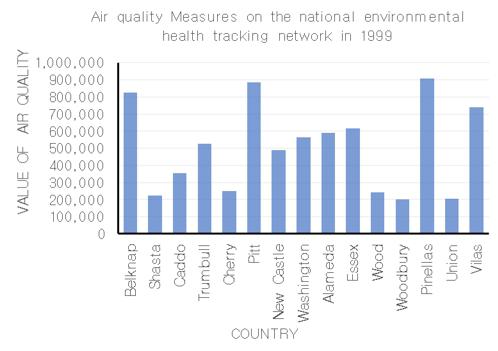 Air quality Measures on the national environmental
health tracking network in 1999
VALUE OF AIR QUALITY
1,000,000
900,000
800,000
700,000
600,000
500,000
400,000
300,000
200,000
100,000
0
Belknap
Shasta
Caddo
Trumbull
Cherry
Pitt
New Castle
Washington
Alameda
Essex
Wood
Woodbury
Pinellas
Union
Vilas
COUNTRY